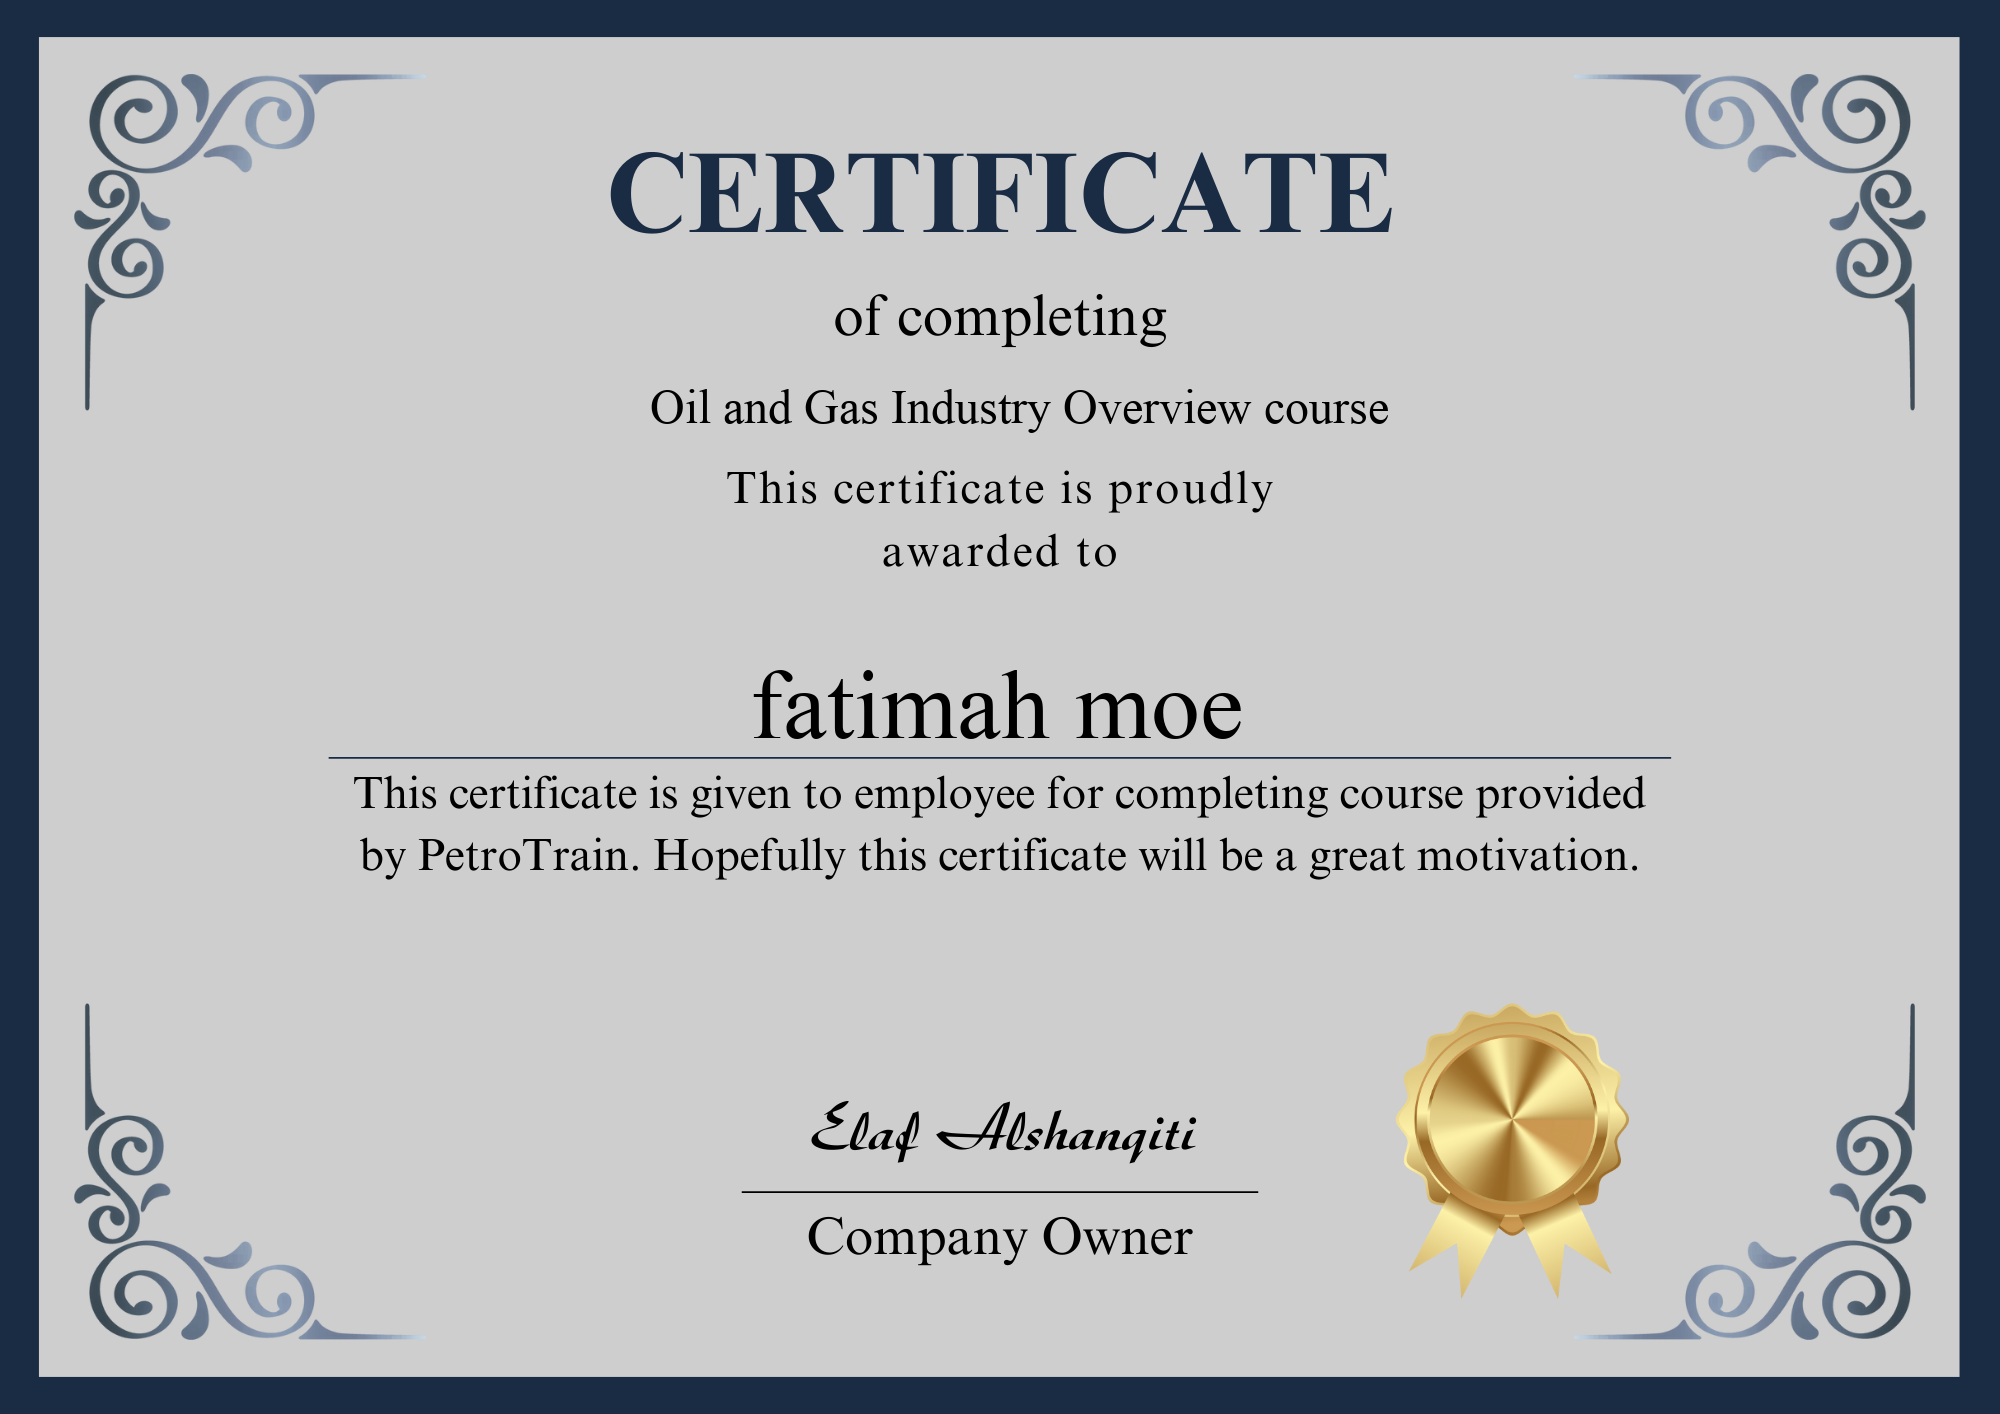 CERTIFICATE
of completing
Oil and Gas Industry Overview course
This certificate is proudly
awarded to
fatimah moe
This certificate is given to employee for completing course provided
by PetroTrain. Hopefully this certificate will be a great motivation.
Elaf Alshanqiti
Company Owner